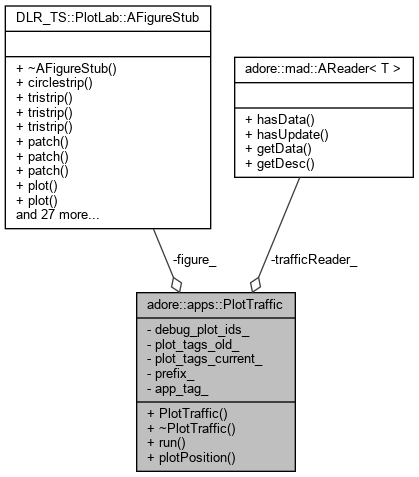 DLR_TS::PlotLab::AFigureStub
+ ~AFigureStub()
+ circlestrip()
+ tristrip()
+ tristrip()
+ tristrip()
+ patch()
+ patch()
+ patch()
+ plot()
+ plot()
and 27 more...
adore::mad::AReader< T >
+ hasData()
+ hasUpdate()
+ getData()
+ getDesc()
-figure_
-trafficReader_
adore::apps::PlotTraffic
- debug_plot_ids_
- plot_tags_old_
- plot_tags_current_
- prefix_
- app_tag_
+ PlotTraffic()
+ ~PlotTraffic()
+ run()
+ plotPosition()